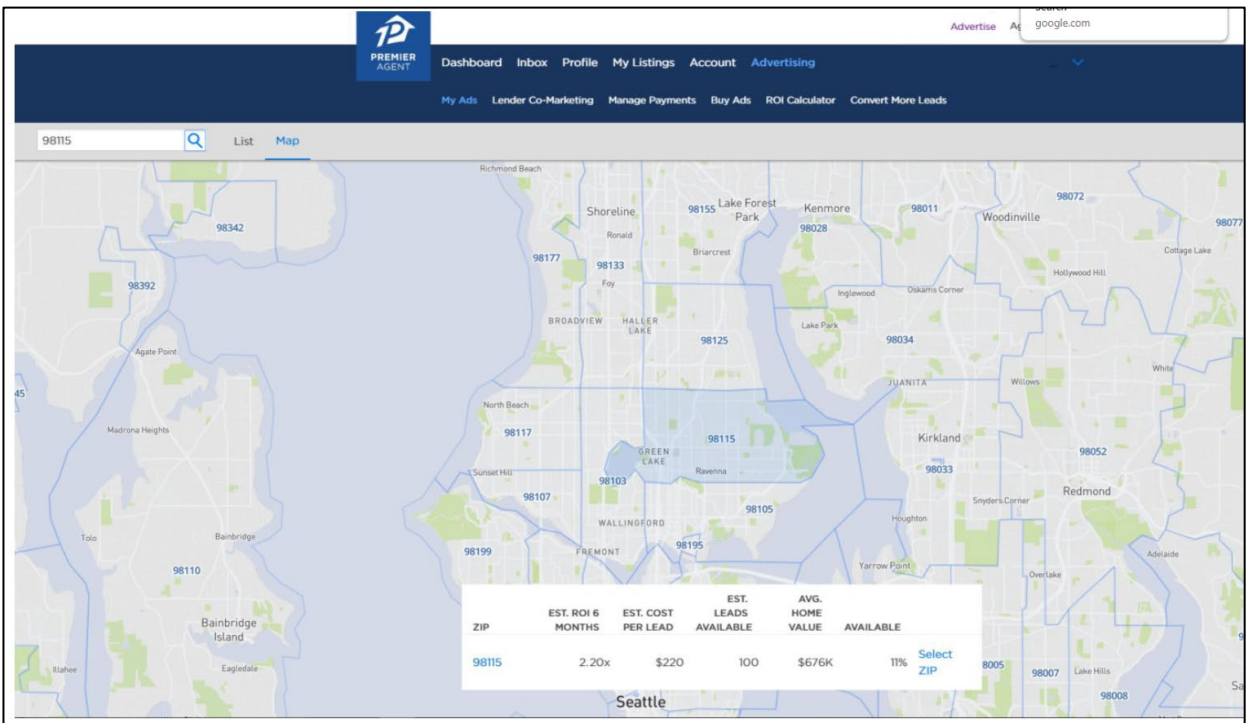 google.com
Advertise
PREMIER
AGENT
Dashboard Inbox Profile My Listings Account Advertising
My Ads Lender Co-Marketing Manage Payments Buy Ads ROI Calculator Convert More Leads
98115 List Map
Richmond Beach
98342
Shoreline
98155 Lake Forest
Park
Kenmore
98011
Woodinville
98072
98077
98028
Ronald
Briarcrest
Cottage Lake
98177
98133
Foy
Hollywood Hill
98392
Inglewood
Oskams Corner
BROADVIEW
HALLER
LAKE
Lake Park
98125
98034
Agate Point
White
JUANITA
Willows
45
North Beach
Madrona Heights
98117
98115
Kirkland
GREEN
LAKE
98052
Sunset Hill
Ravenna
98033
98103
Redmond
98107
Snyders Corner
98105
WALLINGFORD
Houghton
Tolo
Bainbridge
98199
FREMONT
98195
Adelaide
98110
Yarrow Point
Overlake
Bainbridge
Island
ZIP
EST. ROI 6
MONTHS
EST. COST
PER LEAD
EST.
LEADS
AVAILABLE
AVG.
HOME
VALUE
AVAILABLE
98115 2.20x $220 100 $676K 11% Select
ZIP
Illahee
Eagledale
8005
98007
Lake Hills
Sa
98008
Seattle